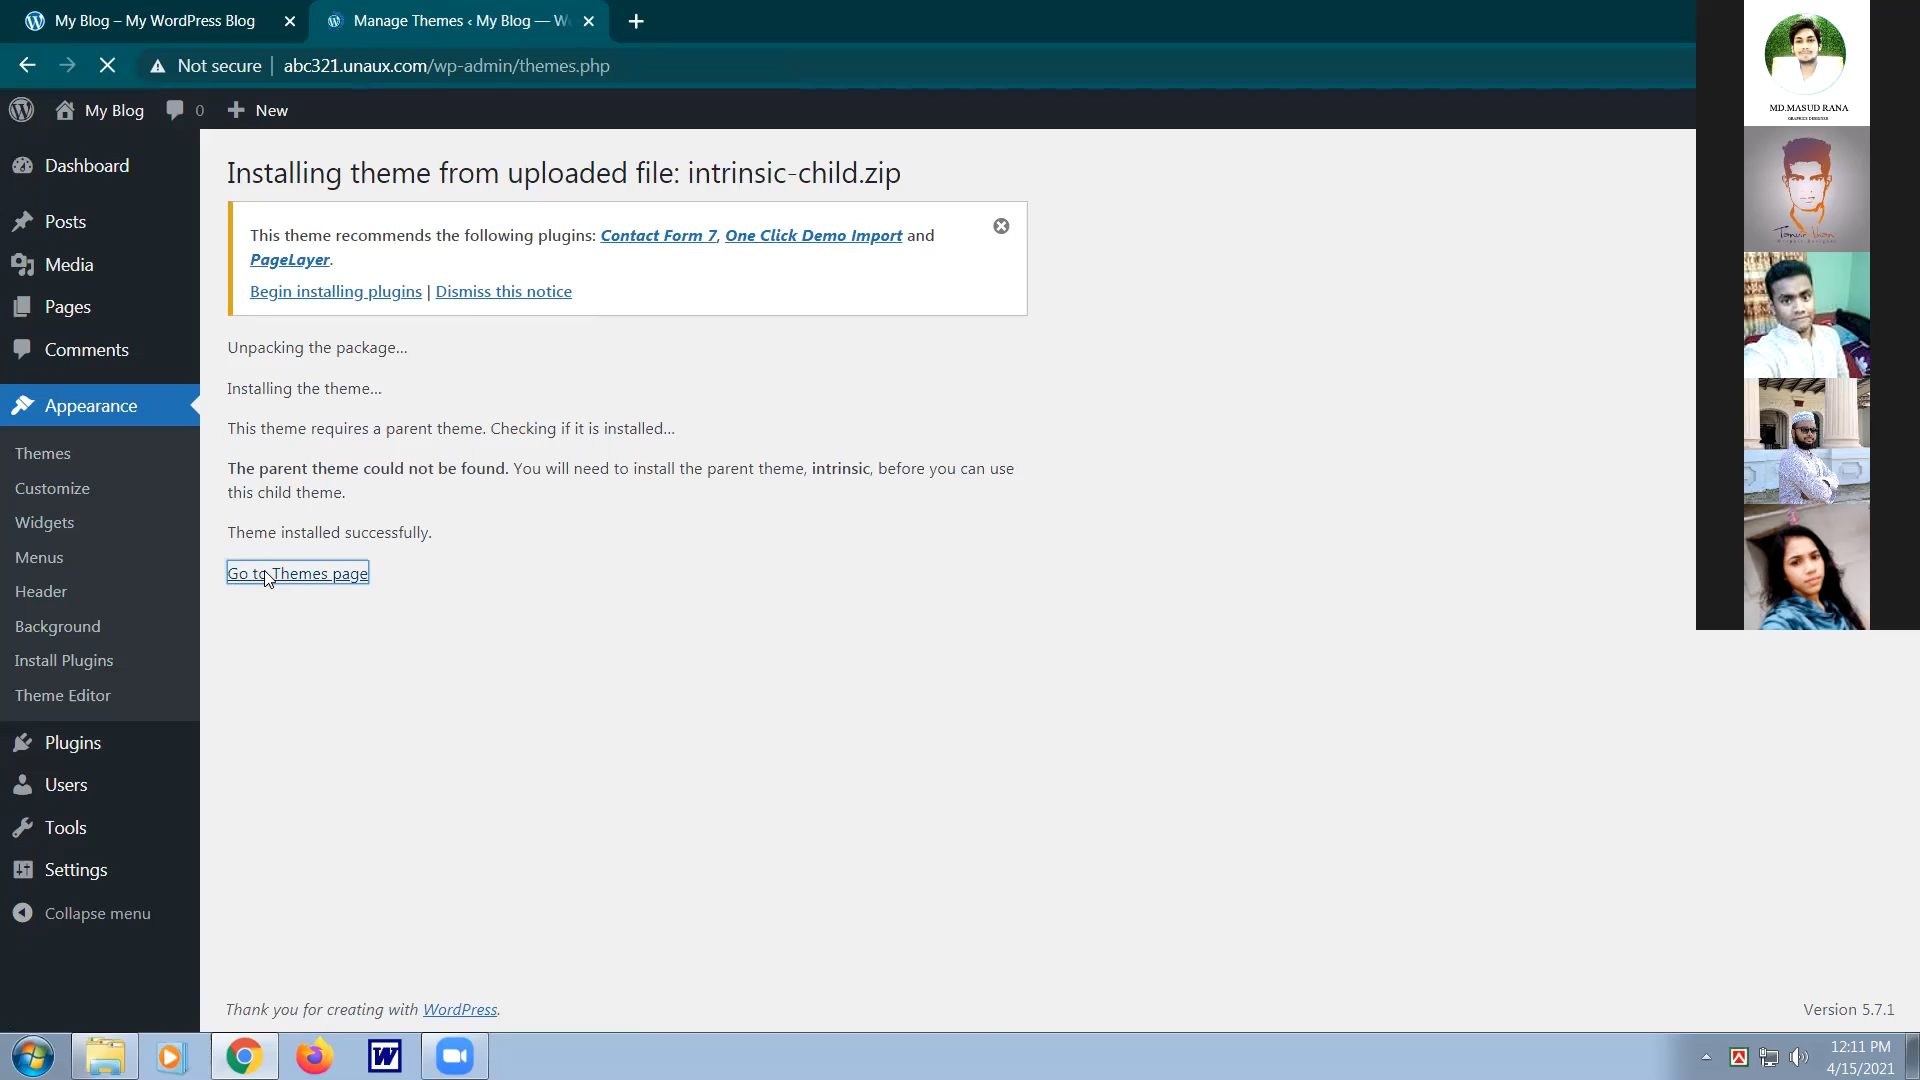 My Blog – My WordPress Blog
Manage Themes ‹ My Blog — W
Not secure
abc321.unaux.com/wp-admin/themes.php
My Blog
0
New
Dashboard
Posts
Media
Pages
Comments
Appearance
Themes
Customize
Widgets
Menus
Header
Background
Install Plugins
Theme Editor
Plugins
Users
Tools
Settings
Collapse menu
Installing theme from uploaded file: intrinsic-child.zip
This theme recommends the following plugins: Contact Form 7, One Click Demo Import and
PageLayer.
Begin installing plugins | Dismiss this notice
Unpacking the package…
Installing the theme…
This theme requires a parent theme. Checking if it is installed…
The parent theme could not be found. You will need to install the parent theme, intrinsic, before you can use
this child theme.
Theme installed successfully.
Go to Themes page
Thank you for creating with WordPress.
Version 5.7.1
MD.MASUD RANA
GRAPHICS DESIGNER
12:11 PM
4/15/2021